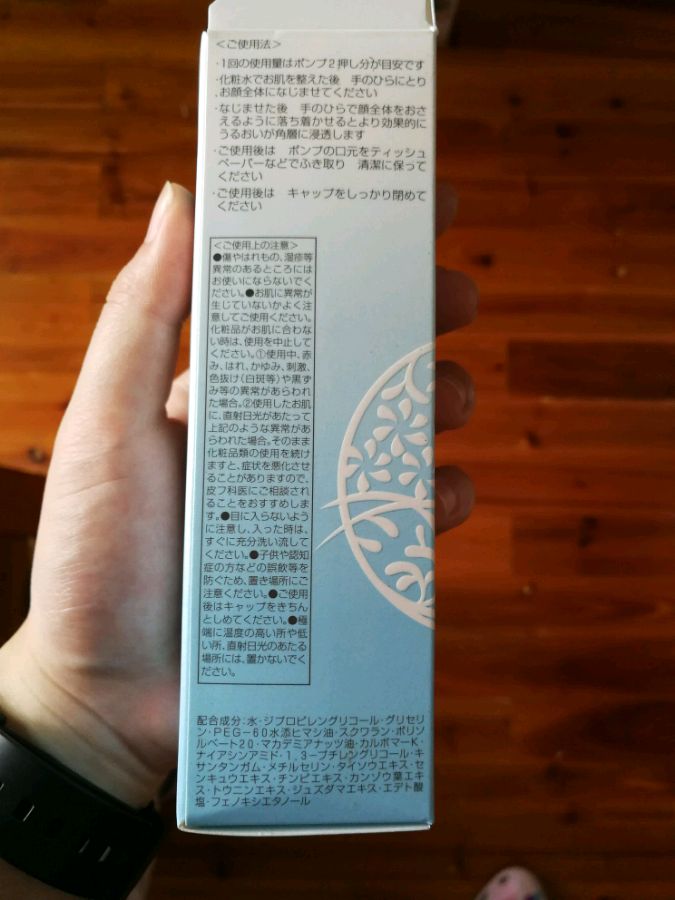 <ご使用法>
・1回の使用量はポンプ2押し分が目安です
・化粧水でお肌を整えた後　手のひらにとり
お顔全体になじませてください
・なじませた後　手のひらで顔全体をおさ
えるように落ち着かせるとより効果的に
うるおいが角層に浸透します
・ご使用後は　ポンプの口元をティッシュ
ペーパーなどでふき取り　清潔に保って
ください
・ご使用後は　キャップをしっかり閉めて
ください
<ご使用上の注意>
●傷やはれもの、湿疹等
異常のあるところには
お使いにならないでく
ださい。●お肌に異常が
生じていないかよく注
意してご使用ください。
化粧品がお肌に合わな
い時は、使用を中止して
ください。①使用中、赤
み、はれ、かゆみ、刺激、
色抜け(白斑等)や黒ず
み等の異常があらわれ
た場合。②使用したお肌
に、直射日光があたって
上記のような異常があ
らわれた場合。そのまま
化粧品類の使用を続け
ますと、症状を悪化させ
ることがありますので、
皮フ科医にご相談され
ることをおすすめしま
す。●目に入らないよう
に注意し、入った時は、
すぐに充分洗い流して
ください。●子供や認知
症の方などの誤飲等を
防ぐため、置き場所にご
注意ください。●ご使用
後はキャップをきちん
としめてください。●極
端に温度の高い所や低
い所、直射日光のあたる
場所には、置かないでく
ださい。
配合成分:水・ジプロピレングリコール・グリセリ
ン・PEG-60水添ヒマシ油・スクワラン・ポリソ
ルベート20・マカデミアナッツ油・カルボマーK・
ナイアシンアミド・1,3-ブチレングリコール・キ
サンタンガム・メチルセリン・タイソウエキス・セ
ンキュウエキス・チンピエキス・カンゾウ葉エキ
ス・トウニンエキス・ジュズダマエキス・エデト酸
塩・フェノキシエタノール